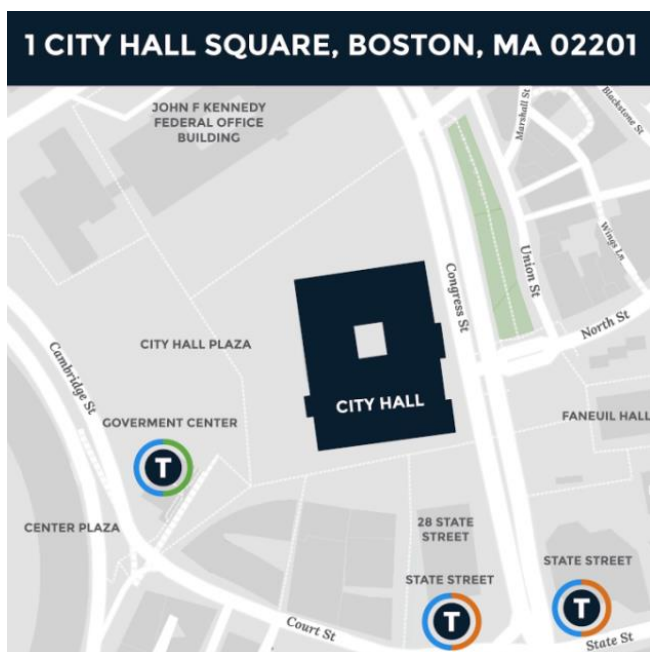 1 CITY HALL SQUARE, BOSTON, MA 02201
JOHN F KENNEDY
FEDERAL OFFICE
BUILDING
Marshall St
Blackstone St
Union St
Wings Ln
Congress St
North St
CITY HALL PLAZA
Cambridge St
CITY HALL
GOVERMENT CENTER
T
FANEUIL HALL
CENTER PLAZA
28 STATE
STREET
STATE STREET
T
STATE STREET
T
Court St
State St